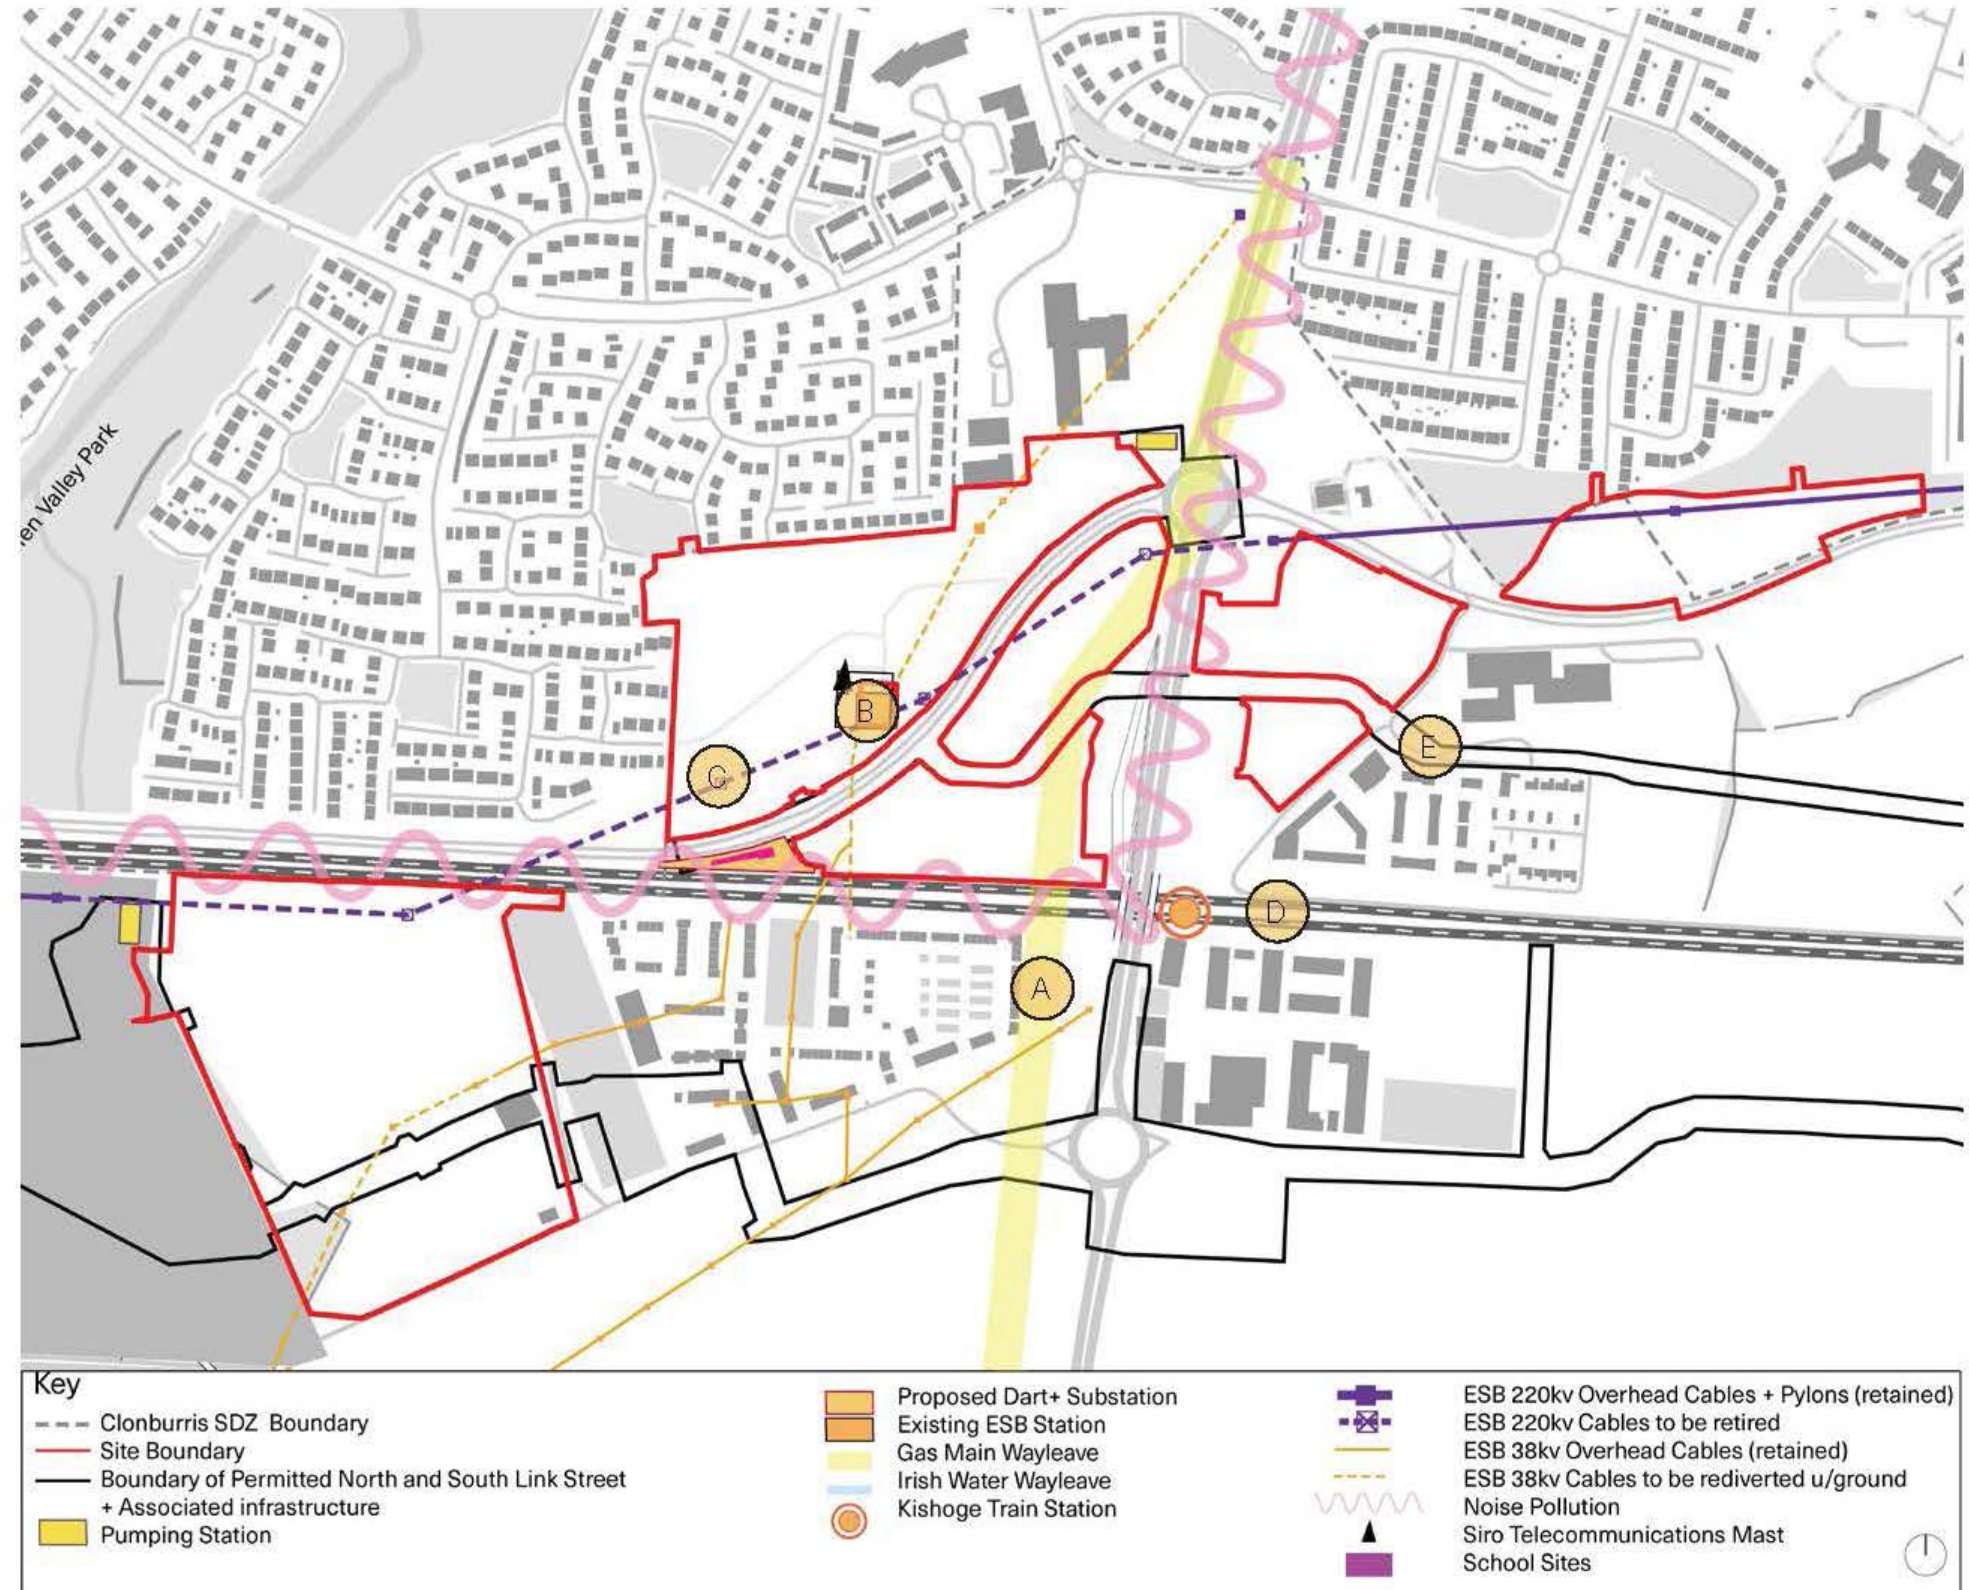 en Valley Park
B
C
E
D
A
Key
Clonburris SDZ Boundary
Site Boundary
Boundary of Permitted North and South Link Street
+ Associated infrastructure
Pumping Station
Proposed Dart+ Substation
Existing ESB Station
Gas Main Wayleave
Irish Water Wayleave
Kishoge Train Station
ESB 220kv Overhead Cables + Pylons (retained)
ESB 220kv Cables to be retired
ESB 38kv Overhead Cables (retained)
ESB 38kv Cables to be rediverted u/ground
Noise Pollution
Siro Telecommunications Mast
School Sites